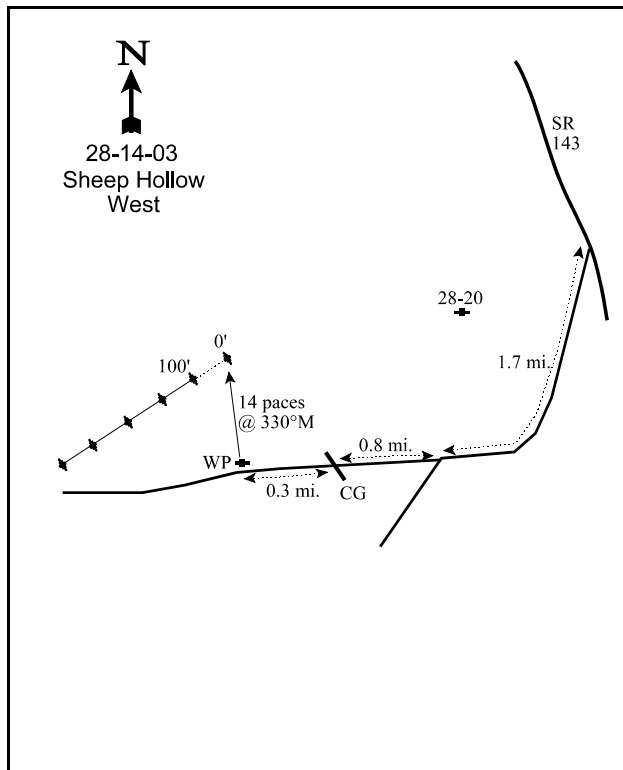 N
28-14-03
Sheep Hollow
West
SR
143
28-20
0'
100'
1.7 mi.
14 paces
@ 330°M
0.8 mi.
WP
0.3 mi.
CG